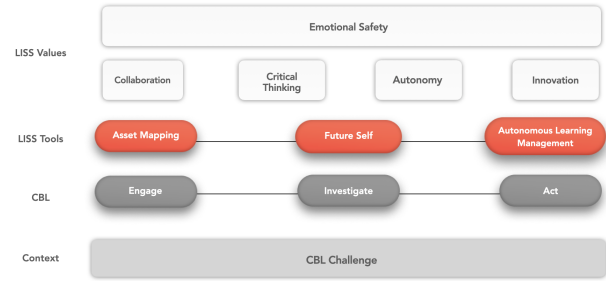 Emotional Safety
LISS Values
Collaboration
Critical
Thinking
Autonomy
Innovation
LISS Tools
Asset Mapping
Future Self
Autonomous Learning
Management
CBL
Engage
Investigate
Act
Context
CBL Challenge